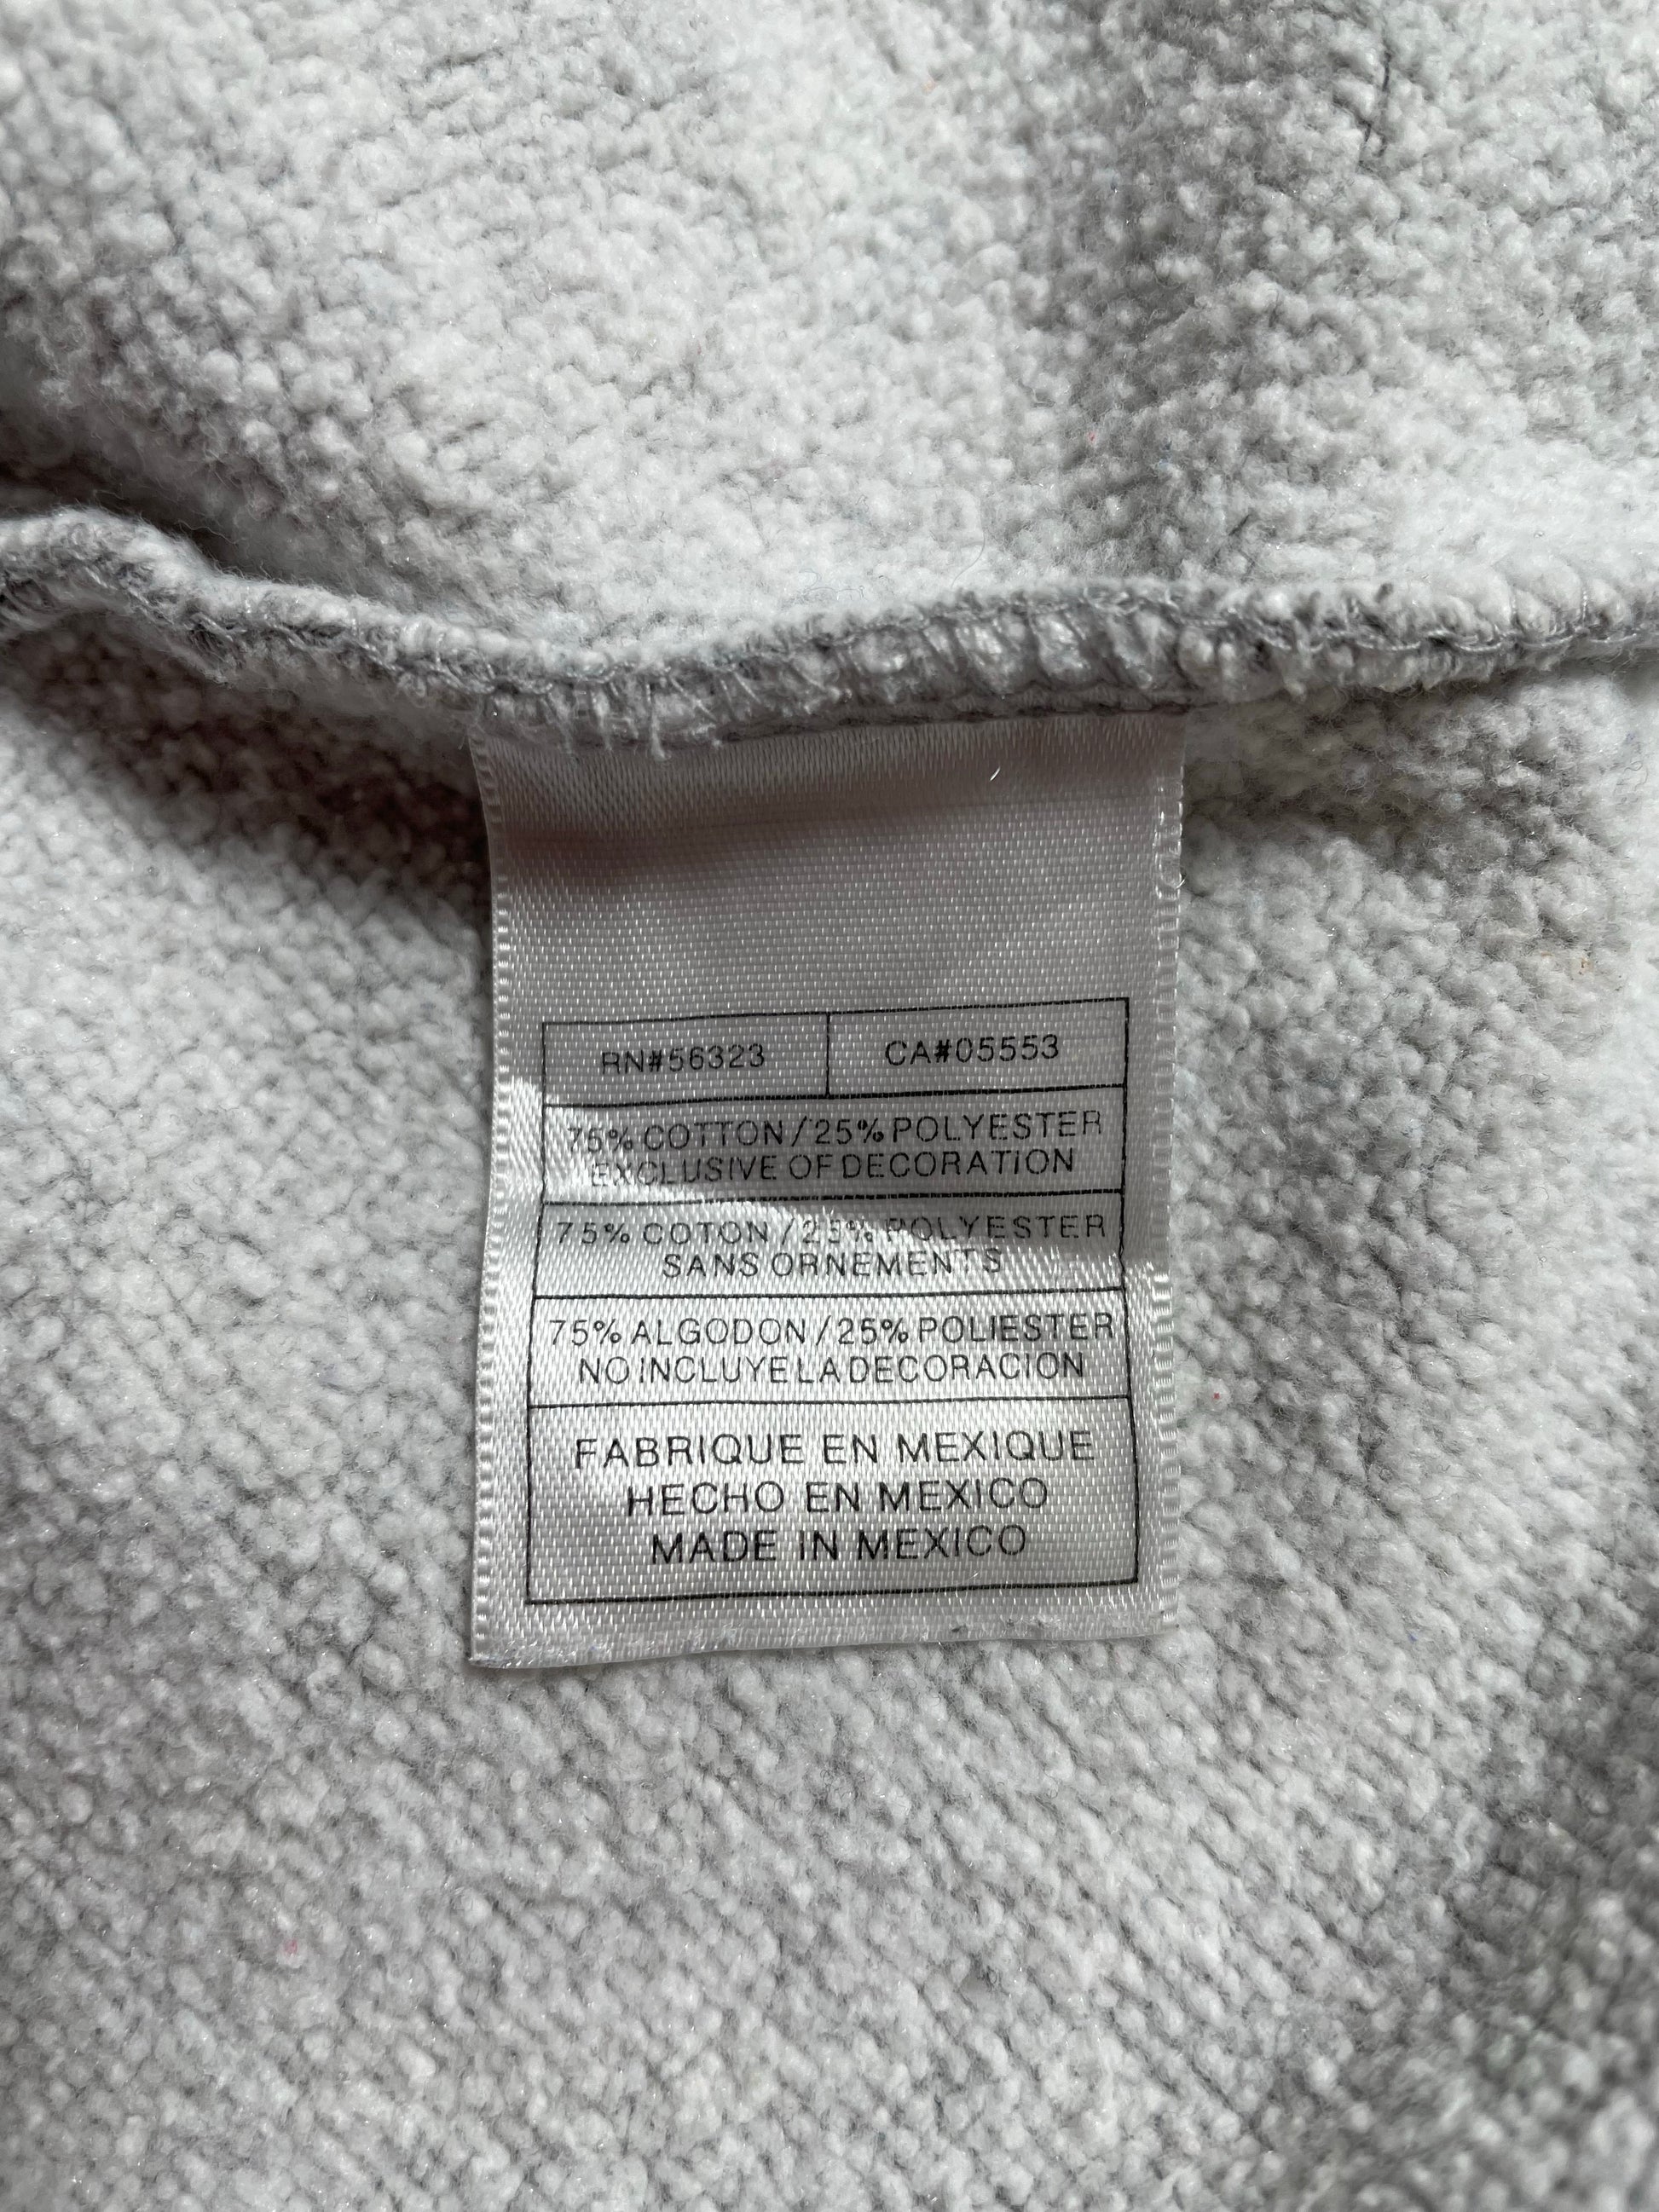 RN#56323 CA#05553
75% COTTON/25% POLYESTER
EXCLUSIVE OF DECORATION
75% COTON/25% POLYESTER
SANS ORNEMENTS
75% ALGODON/25% POLIESTER
NO INCLUYE LA DECORACION
FABRIQUE EN MEXIQUE
HECHO EN MEXICO
MADE IN MEXICO